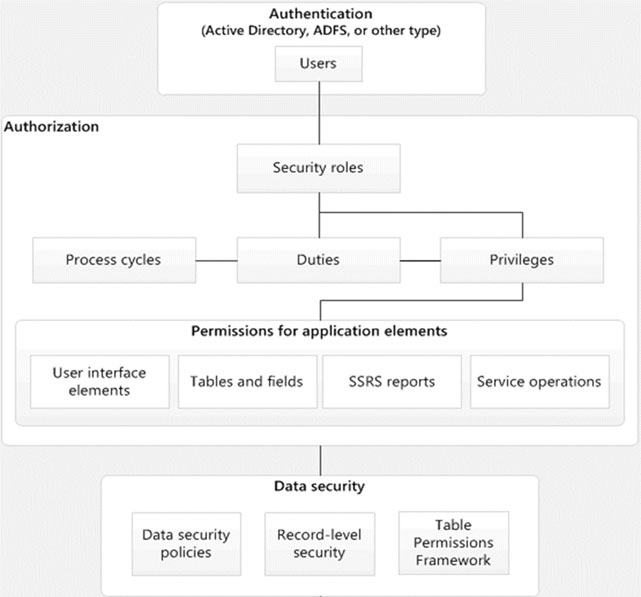 Authentication
(Active Directory, ADFS, or other type)
Users
Authorization
Security roles
Process cycles
Duties
Privileges
Permissions for application elements
User interface
elements
Tables and fields
SSRS reports
Service operations
Data security
Data security
policies
Record-level
security
Table
Permissions
Framework